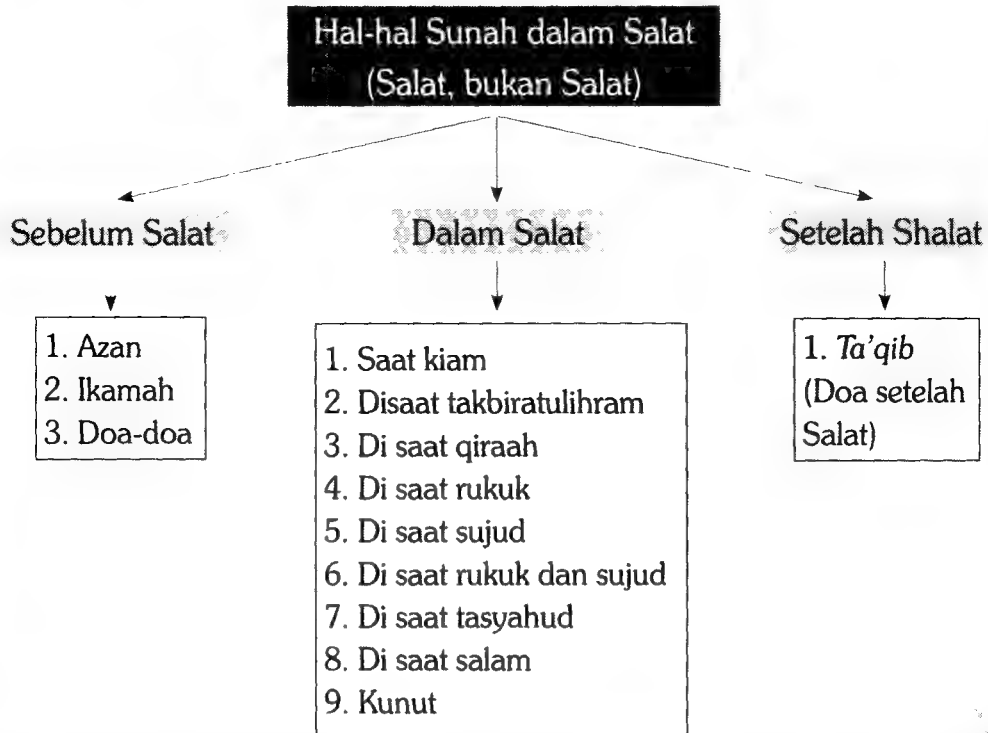 Hal-hal Sunah dalam Salat
(Salat, bukan Salat)
Sebelum Salat
1. Azan
2. Ikamah
3. Doa-doa
Dalam Salat
1. Saat kiam
2. Disaat takbiratulihram
3. Di saat qiraah
4. Di saat rukuk
5. Di saat sujud
6. Di saat rukuk dan sujud
7. Di saat tasyahud
8. Di saat salam
9. Kunut
Setelah Shalat
1. Ta'qib
(Doa setelah
Salat)